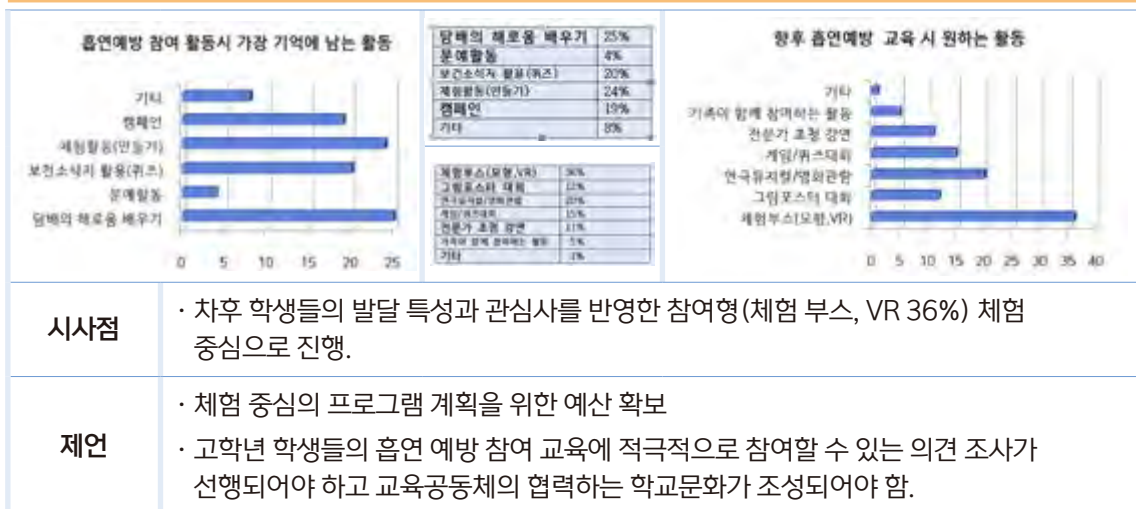 흡연예방 참여 활동시 가장 기억에 남는 활동
기타
캠페인
체험활동(만들기)
보건소식지 활용(퀴즈)
문예활동
담배의 해로움 배우기
0 5 10 15 20 25
담배의 해로움 배우기 25%
문예활동 4%
보건소식지 활용(퀴즈) 20%
체험활동(만들기) 24%
캠페인 19%
기타 8%
체험부스(모형,VR) 36%
그림포스터 대회 12%
연극뮤지컬/영화관람 20%
게임/퀴즈대회 15%
전문가 초청 강연 11%
가족이 함께 참여하는 활동 5%
기타 1%
향후 흡연예방 교육 시 원하는 활동
기타
가족이 함께 참여하는 활동
전문가 초청 강연
게임/퀴즈대회
연극뮤지컬/영화관람
그림포스터 대회
체험부스(모형,VR)
0 5 10 15 20 25 30 35 40
시사점
· 차후 학생들의 발달 특성과 관심사를 반영한 참여형(체험 부스, VR 36%) 체험
중심으로 진행.
제언
· 체험 중심의 프로그램 계획을 위한 예산 확보
· 고학년 학생들의 흡연 예방 참여 교육에 적극적으로 참여할 수 있는 의견 조사가
선행되어야 하고 교육공동체의 협력하는 학교문화가 조성되어야 함.